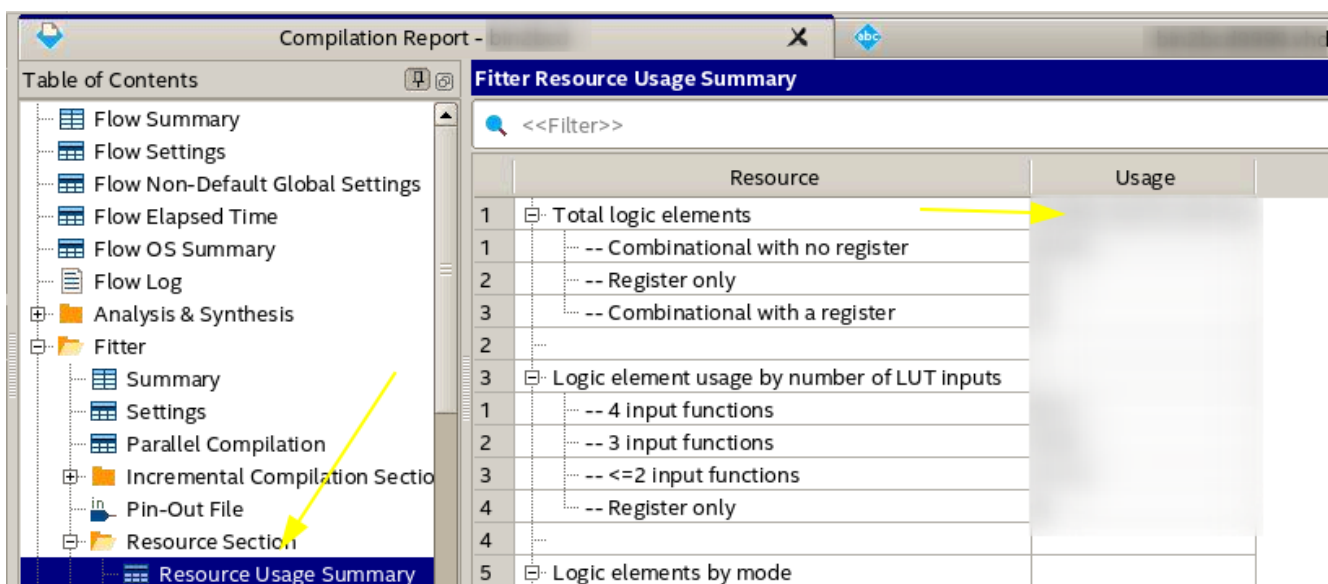 Compilation Report -
abc
Table of Contents
Flow Summary
Flow Settings
Flow Non-Default Global Settings
Flow Elapsed Time
Flow OS Summary
Flow Log
Analysis & Synthesis
Fitter
Summary
Settings
Parallel Compilation
Incremental Compilation Sectio
in Pin-Out File
Resource Section
Resource Usage Summary
Fitter Resource Usage Summary
<<Filter>>
Resource Usage
1 Total logic elements
1 -- Combinational with no register
2 -- Register only
3 -- Combinational with a register
2
3 Logic element usage by number of LUT inputs
1 -- 4 input functions
2 -- 3 input functions
3 -- <=2 input functions
4 -- Register only
4
5 Logic elements by mode